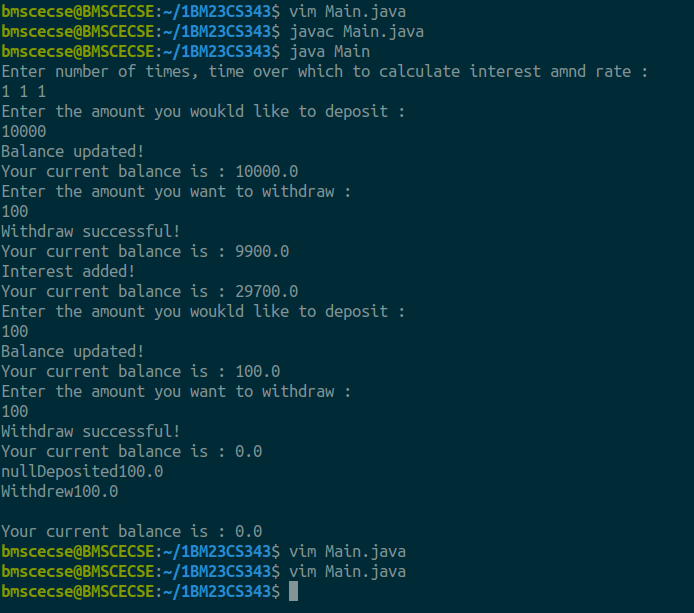 bmscecse@BMSCECSE:~/1BM23CS343$ vim Main.java
bmscecse@BMSCECSE:~/1BM23CS343$ javac Main.java
bmscecse@BMSCECSE:~/1BM23CS343$ java Main
Enter number of times, time over which to calculate interest amnd rate :
1 1 1
Enter the amount you woukld like to deposit :
10000
Balance updated!
Your current balance is : 10000.0
Enter the amount you want to withdraw :
100
Withdraw successful!
Your current balance is : 9900.0
Interest added!
Your current balance is : 29700.0
Enter the amount you woukld like to deposit :
100
Balance updated!
Your current balance is : 100.0
Enter the amount you want to withdraw :
100
Withdraw successful!
Your current balance is : 0.0
nullDeposited100.0
Withdrew100.0

Your current balance is : 0.0
bmscecse@BMSCECSE:~/1BM23CS343$ vim Main.java
bmscecse@BMSCECSE:~/1BM23CS343$ vim Main.java
bmscecse@BMSCECSE:~/1BM23CS343$